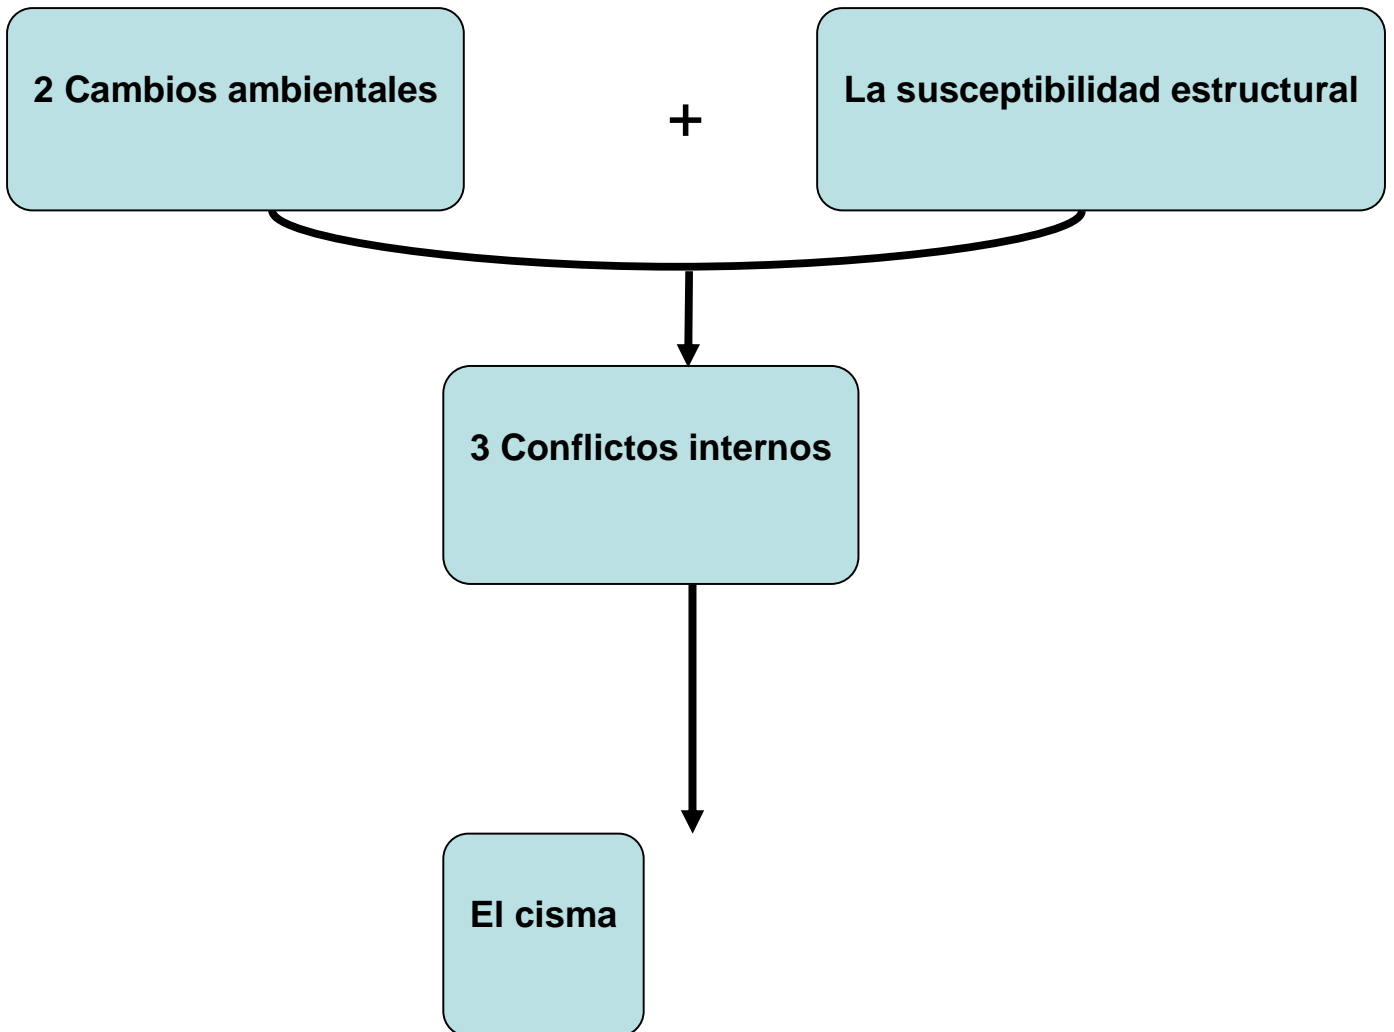 2 Cambios ambientales
+
La susceptibilidad estructural
3 Conflictos internos
El cisma